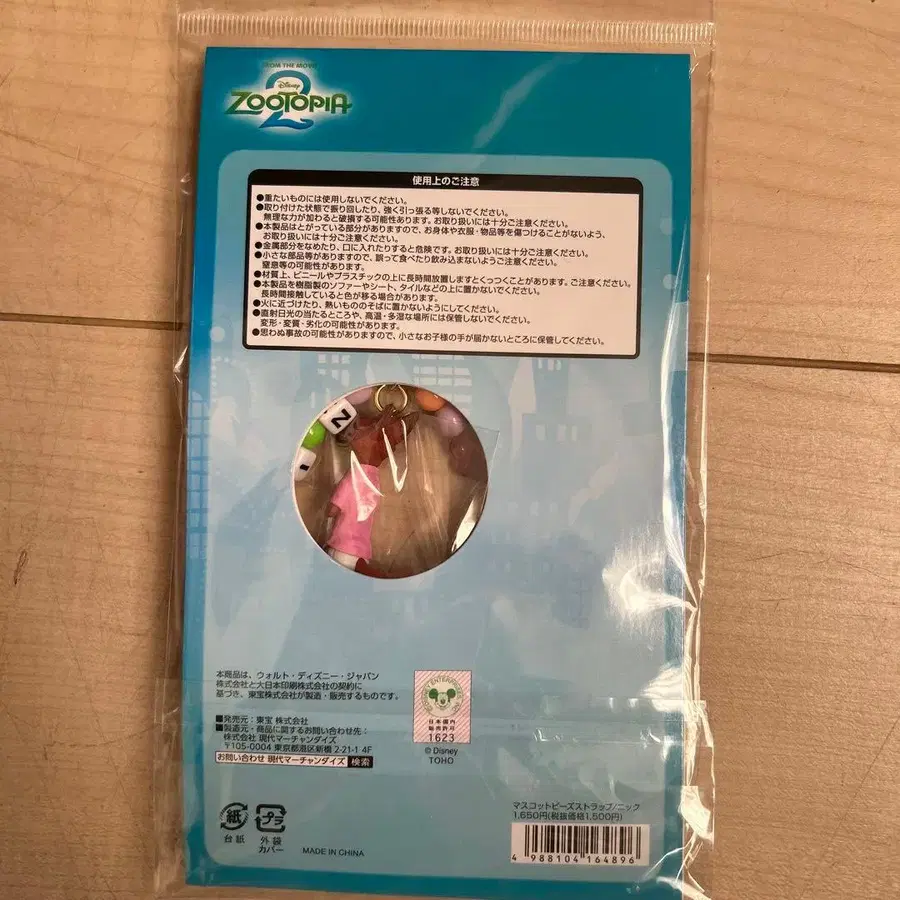 FROM THE MOVIE
Disney
ZOOTOPIA
2
使用上のご注意
●重たいものには使用しないでください。
●取り付けた状態で振り回したり、強く引っ張る等しないでください。
無理な力が加わると破損する可能性あります。お取り扱いには十分ご注意ください。
●本製品はとがっている部分がありますので、お身体や衣服・物品等を傷つけることがないよう、
お取り扱いには十分ご注意ください。
●金属部分をなめたり、口に入れたりすると危険です。お取り扱いには十分ご注意ください。
●小さな部品等がありますので、誤って食べたり飲み込まないようご注意ください。
窒息等の可能性があります。
●材質上、ビニールやプラスチックの上に長時間放置しますとくっつくことがあります。ご注意ください。
●本製品を樹脂製のソファーやシート、タイルなどの上に置かないでください。
長時間接触していると色が移る場合があります。
●火に近づけたり、熱いもののそばに置かないようにしてください。
●直射日光の当たるところや、高温・多湿な場所には保管しないでください。
変形・変質・劣化の可能性があります。
●思わぬ事故の可能性がありますので、小さなお子様の手が届かないところに保管してください。
N
本商品は、ウォルト・ディズニー・ジャパン
株式会社と大日本印刷株式会社の契約に
基づき、東宝株式会社が製造・販売するものです。
■発売元：東宝 株式会社
■製造元・商品に関するお問い合わせ先：
株式会社 現代マーチャンダイズ
〒105-0004 東京都港区新橋 2-21-1 4F
お問い合わせ 現代マーチャンダイズ 検索
日本国内
販売許可
1623
© Disney
TOHO
紙
台紙
プラ
外袋
カバー
MADE IN CHINA
マスコットビーズストラップ/ニック
1,650円(税抜価格1,500円)
4 988104 164896